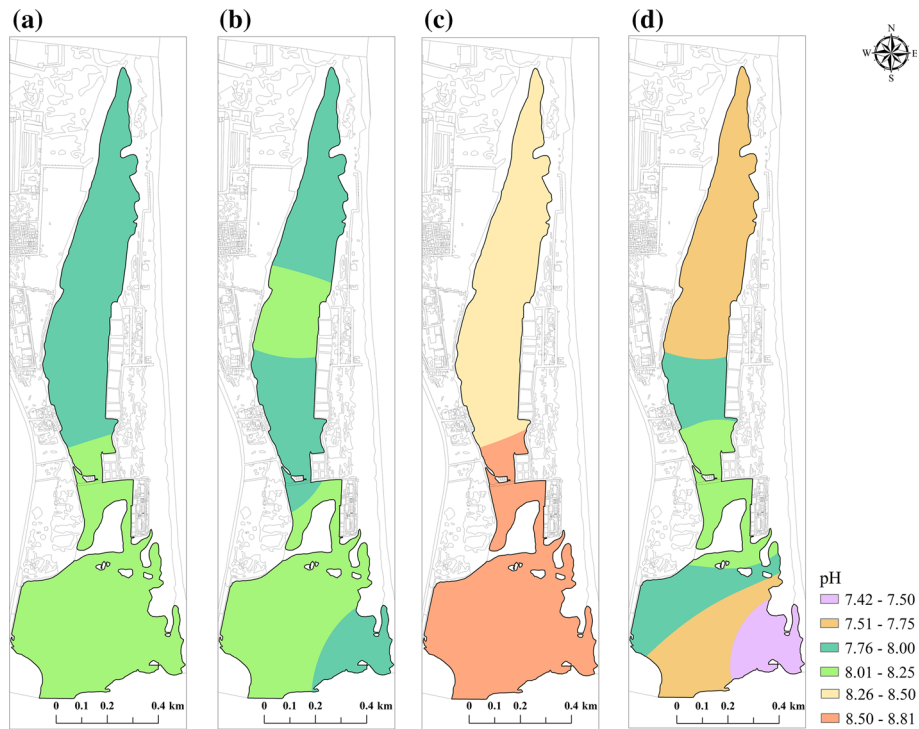 (a) (b) (c) (d)
N
W E
S
pH
7.42 - 7.50
7.51 - 7.75
7.76 - 8.00
8.01 - 8.25
8.26 - 8.50
8.50 - 8.81
0 0.1 0.2 0.4 km
0 0.1 0.2 0.4 km
0 0.1 0.2 0.4 km
0 0.1 0.2 0.4 km